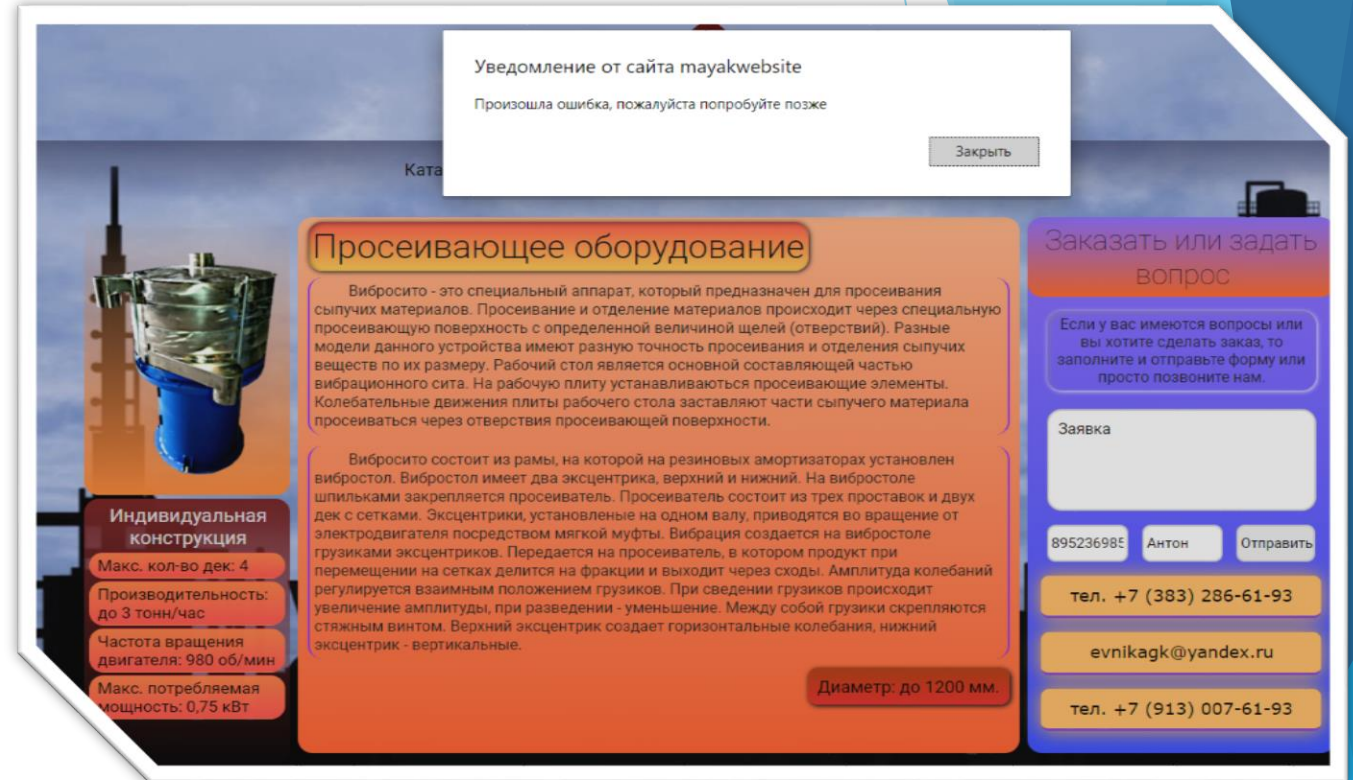 Уведомление от сайта mayakwebsite
Произошла ошибка, пожалуйста попробуйте позже
Закрыть
Ката
Просеивающее оборудование
Вибросито - это специальный аппарат, который предназначен для просеивания
сыпучих материалов. Просеивание и отделение материалов происходит через специальную
просеивающую поверхность с определенной величиной щелей (отверствий). Разные
модели данного устройства имеют разную точность просеивания и отделения сыпучих
веществ по их размеру. Рабочий стол является основной составляющей частью
вибрационного сита. На рабочую плиту устанавливаються просеивающие элементы.
Колебательные движения плиты рабочего стола заставляют части сыпучего материала
просеиваться через отверствия просеивающей поверхности.
Вибросито состоит из рамы, на которой на резиновых амортизаторах установлен
вибростол. Вибростол имеет два эксцентрика, верхний и нижний. На вибростоле
шпильками закрепляется просеиватель. Просеиватель состоит из трех проставок и двух
дек с сетками. Эксцентрики, установленые на одном валу, приводятся во вращение от
электродвигателя посредством мягкой муфты. Вибрация создается на вибростоле
грузиками эксцентриков. Передается на просеиватель, в котором продукт при
перемещении на сетках делится на фракции и выходит через сходы. Амплитуда колебаний
регулируется взаимным положением грузиков. При сведении грузиков происходит
увеличение амплитуды, при разведении - уменьшение. Между собой грузики скрепляются
стяжным винтом. Верхний эксцентрик создает горизонтальные колебания, нижний
эксцентрик - вертикальные.
Диаметр: до 1200 мм.
Индивидуальная
конструкция
Макс. кол-во дек: 4
Производительность:
до 3 тонн/час
Частота вращения
двигателя: 980 об/мин
Макс. потребляемая
мощность: 0,75 кВт
Заказать или задать
вопрос
Если у вас имеются вопросы или
вы хотите сделать заказ, то
заполните и отправьте форму или
просто позвоните нам.
Заявка
895236985
Антон
Отправить
тел. +7 (383) 286-61-93
evnikagk@yandex.ru
тел. +7 (913) 007-61-93